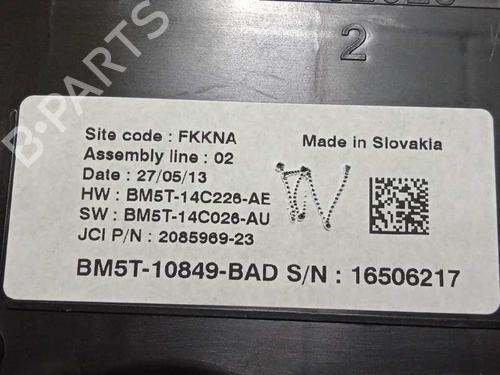 2
Site code : FKKNA
Made in Slovakia
Assembly line : 02
Date : 27/05/13
HW : BM5T-14C226-AE
SW : BM5T-14C026-AU
JCI P/N : 2085969-23
BM5T-10849-BAD S/N : 16506217
B-PARTS